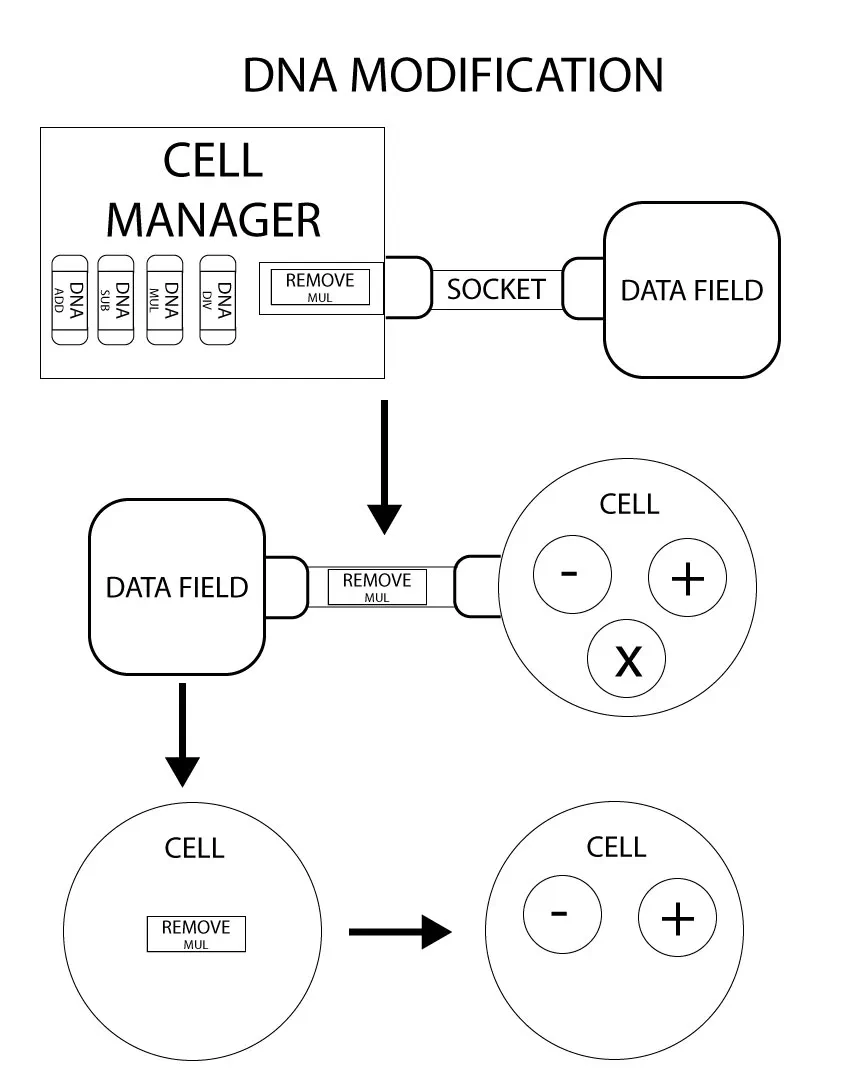 DNA MODIFICATION
CELL
MANAGER
DNA
ADD
DNA
SUB
DNA
MUL
DNA
DIV
REMOVE
MUL
SOCKET
DATA FIELD
DATA FIELD
REMOVE
MUL
CELL
-
+
X
CELL
REMOVE
MUL
CELL
-
+